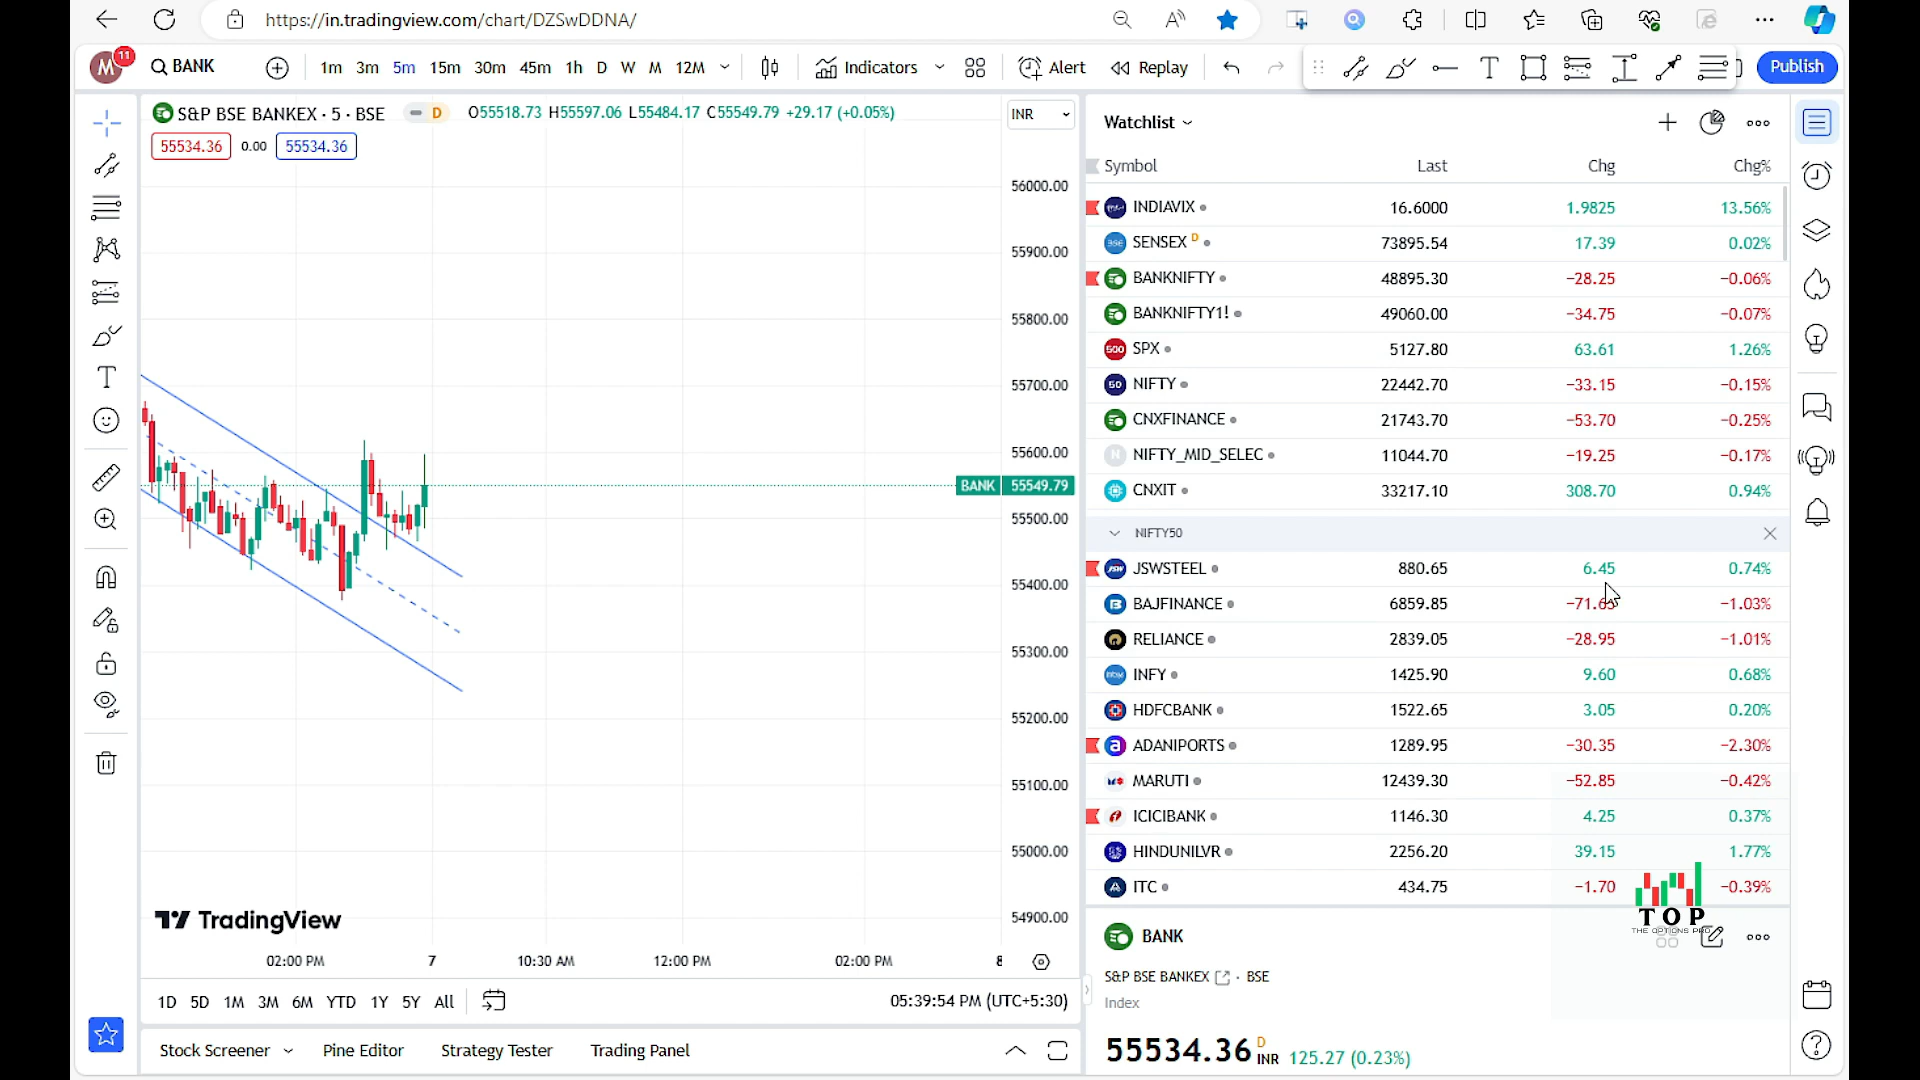 https://in.tradingview.com/chart/DZSwDDNA/
M 11 BANK 1m 3m 5m 15m 30m 45m 1h D W M 12M Indicators Alert Replay T Publish
S&P BSE BANKEX · 5 · BSE D O55518.73 H55597.06 L55484.17 C55549.79 +29.17 (+0.05%) INR
55534.36 0.00 55534.36
56000.00
55900.00
55800.00
55700.00
55600.00
BANK 55549.79
55500.00
55400.00
55300.00
55200.00
55100.00
55000.00
54900.00
TradingView
02:00 PM 7 10:30 AM 12:00 PM 02:00 PM 8
1D 5D 1M 3M 6M YTD 1Y 5Y All 05:39:54 PM (UTC+5:30)
Stock Screener Pine Editor Strategy Tester Trading Panel
Watchlist
Symbol Last Chg Chg%
INDIAVIX 16.6000 1.9825 13.56%
SENSEX D 73895.54 17.39 0.02%
BANKNIFTY 48895.30 −28.25 −0.06%
BANKNIFTY1! 49060.00 −34.75 −0.07%
500 SPX 5127.80 63.61 1.26%
50 NIFTY 22442.70 −33.15 −0.15%
CNXFINANCE 21743.70 −53.70 −0.25%
N NIFTY_MID_SELEC 11044.70 −19.25 −0.17%
CNXIT 33217.10 308.70 0.94%
NIFTY50
JSWSTEEL 880.65 6.45 0.74%
BAJFINANCE 6859.85 −1.03%
RELIANCE 2839.05 −28.95 −1.01%
INFY 1425.90 9.60 0.68%
HDFCBANK 1522.65 3.05 0.20%
ADANIPORTS 1289.95 −30.35 −2.30%
MARUTI 12439.30 −52.85 −0.42%
ICICIBANK 1146.30 4.25 0.37%
HINDUNILVR 2256.20 39.15 1.77%
ITC 434.75 −1.70 −0.39%
TOP
THE OPTIONS PRO
BANK
S&P BSE BANKEX · BSE
Index
55534.36 D INR 125.27 (0.23%)